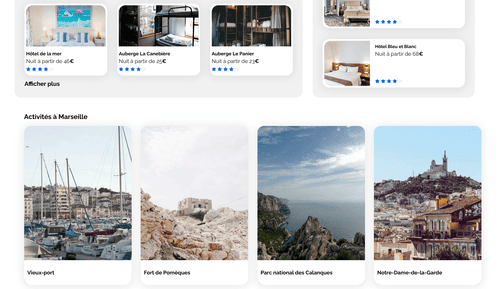 Hôtel de la mer
Nuit à partir de 46€
Auberge La Canebière
Nuit à partir de 25€
Auberge Le Panier
Nuit à partir de 23€
Afficher plus
Hôtel Bleu et Blanc
Nuit à partir de 68€
Activités à Marseille
Vieux-port
Fort de Pomègues
Parc national des Calanques
Notre-Dame-de-la-Garde